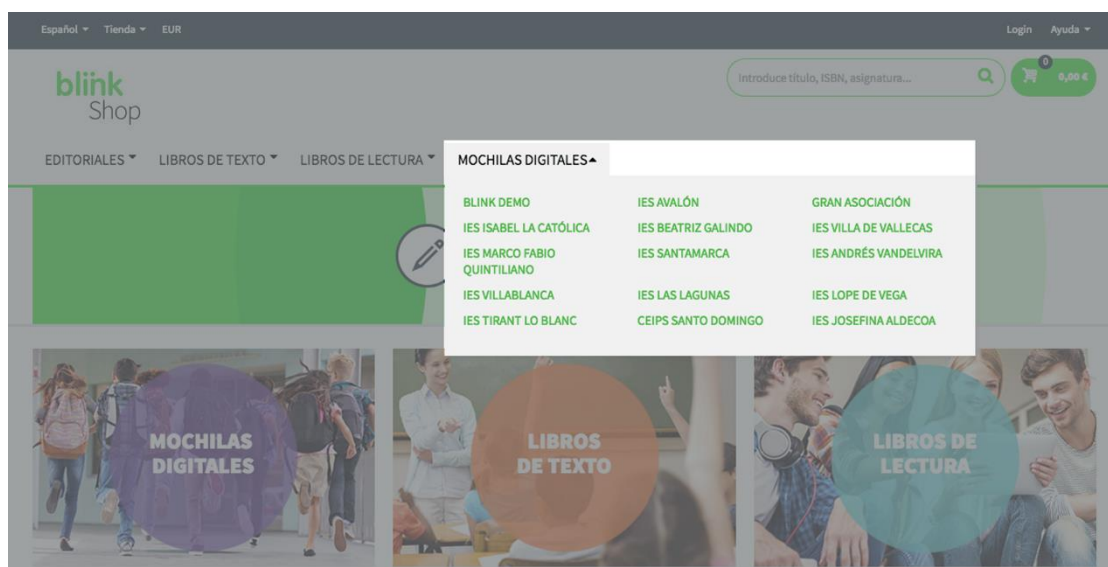 Español Tienda EUR Login Ayuda
blink
Shop
Introduce título, ISBN, asignatura...
0
0,00 €
EDITORIALES LIBROS DE TEXTO LIBROS DE LECTURA MOCHILAS DIGITALES
BLINK DEMO IES AVALÓN GRAN ASOCIACIÓN
IES ISABEL LA CATÓLICA IES BEATRIZ GALINDO IES VILLA DE VALLECAS
IES MARCO FABIO IES SANTAMARCA IES ANDRÉS VANDELVIRA
QUINTILIANO
IES VILLABLANCA IES LAS LAGUNAS IES LOPE DE VEGA
IES TIRANT LO BLANC CEIPS SANTO DOMINGO IES JOSEFINA ALDECOA
MOCHILAS
DIGITALES
LIBROS
DE TEXTO
LIBROS DE
LECTURA